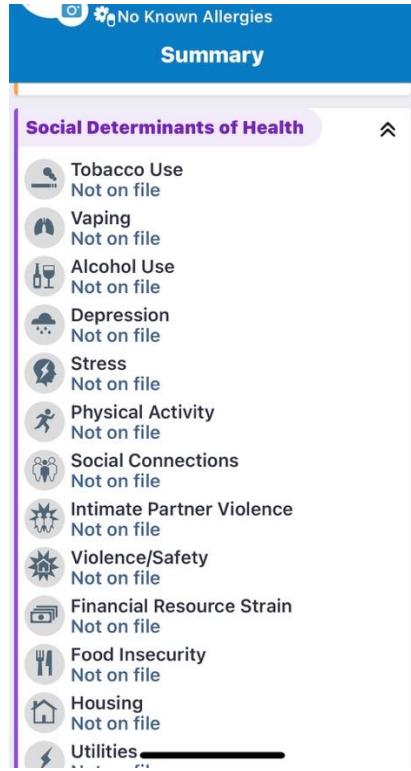 No Known Allergies
Summary
Social Determinants of Health
Tobacco Use
Not on file
Vaping
Not on file
Alcohol Use
Not on file
Depression
Not on file
Stress
Not on file
Physical Activity
Not on file
Social Connections
Not on file
Intimate Partner Violence
Not on file
Violence/Safety
Not on file
Financial Resource Strain
Not on file
Food Insecurity
Not on file
Housing
Not on file
Utilities